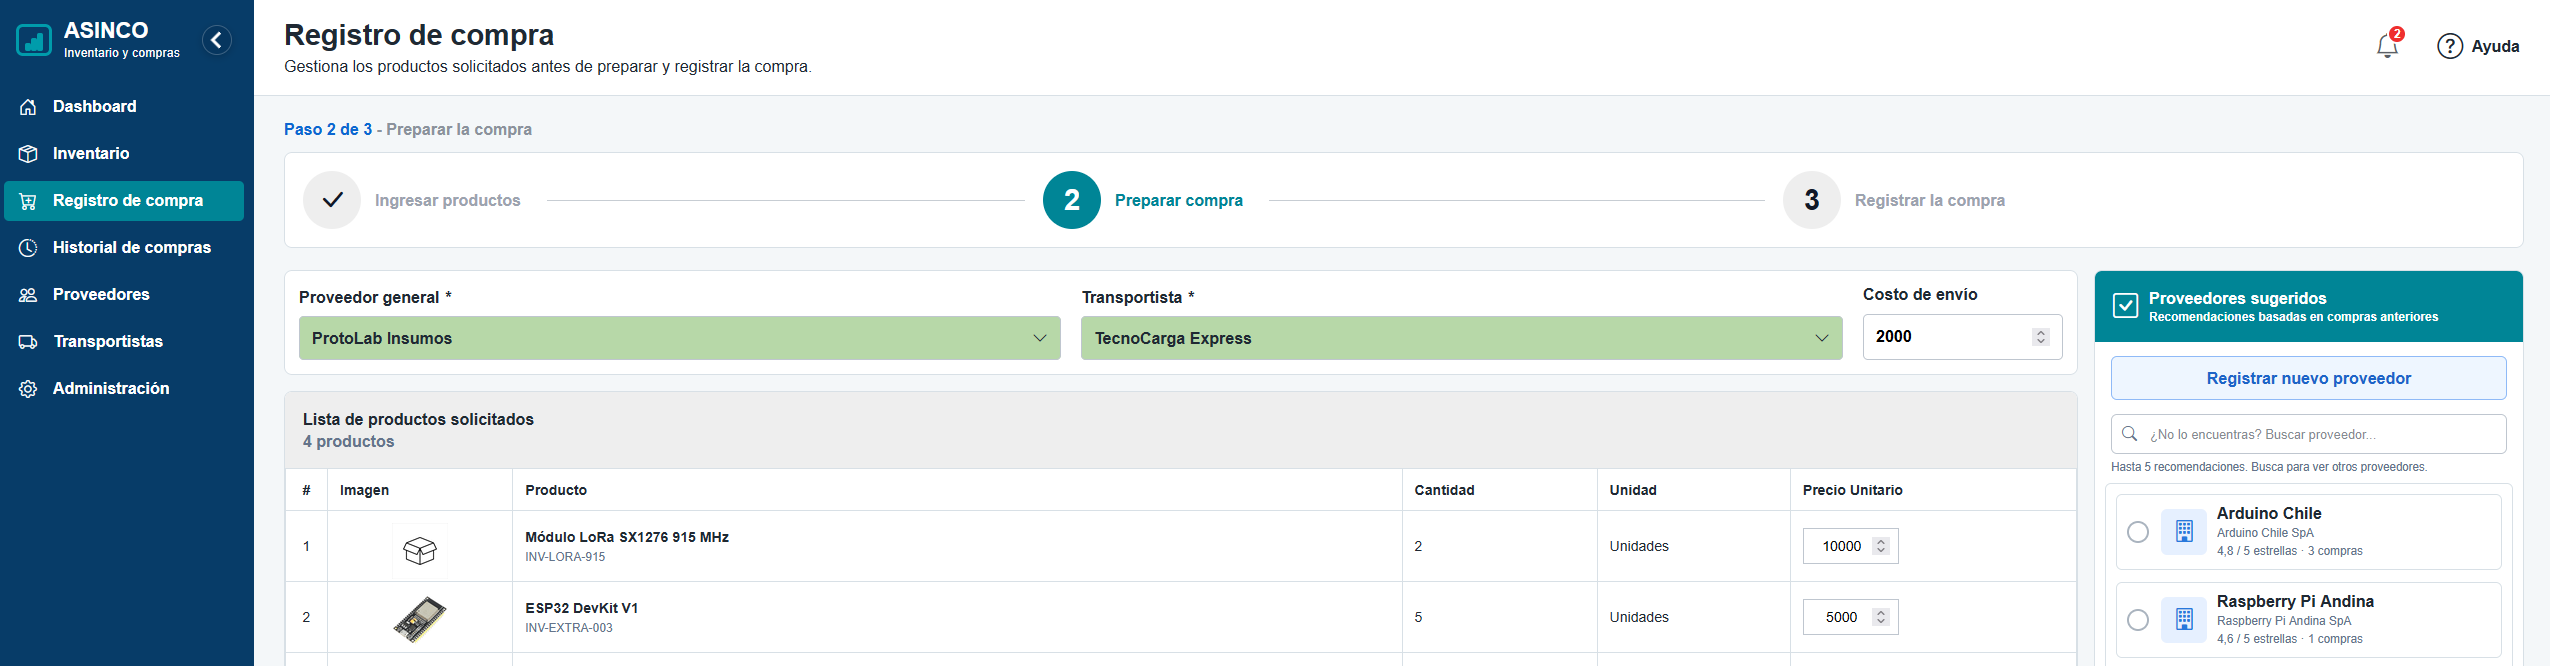 ASINCO
Inventario y compras
Dashboard
Inventario
Registro de compra
Historial de compras
Proveedores
Transportistas
Administración
Registro de compra
Gestiona los productos solicitados antes de preparar y registrar la compra.
2
? Ayuda
Paso 2 de 3 - Preparar la compra
Ingresar productos
2 Preparar compra
3 Registrar la compra
Proveedor general *
ProtoLab Insumos
Transportista *
TecnoCarga Express
Costo de envío
2000
Lista de productos solicitados
4 productos
# Imagen Producto Cantidad Unidad Precio Unitario
1 Módulo LoRa SX1276 915 MHz 2 Unidades 10000
INV-LORA-915
2 ESP32 DevKit V1 5 Unidades 5000
INV-EXTRA-003
Proveedores sugeridos
Recomendaciones basadas en compras anteriores
Registrar nuevo proveedor
¿No lo encuentras? Buscar proveedor...
Hasta 5 recomendaciones. Busca para ver otros proveedores.
Arduino Chile
Arduino Chile SpA
4,8 / 5 estrellas · 3 compras
Raspberry Pi Andina
Raspberry Pi Andina SpA
4,6 / 5 estrellas · 1 compras